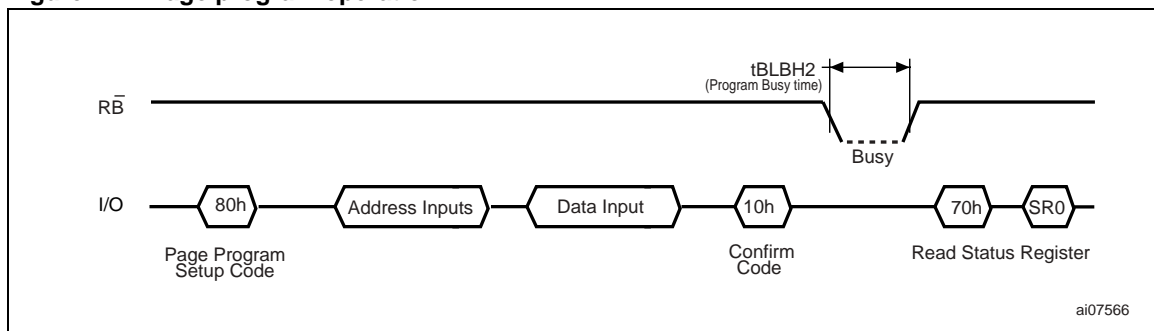 tBLBH2
(Program Busy time)
RB̅
Busy
I/O
80h
Address Inputs
Data Input
10h
70h
SR0
Page Program
Setup Code
Confirm
Code
Read Status Register
ai07566